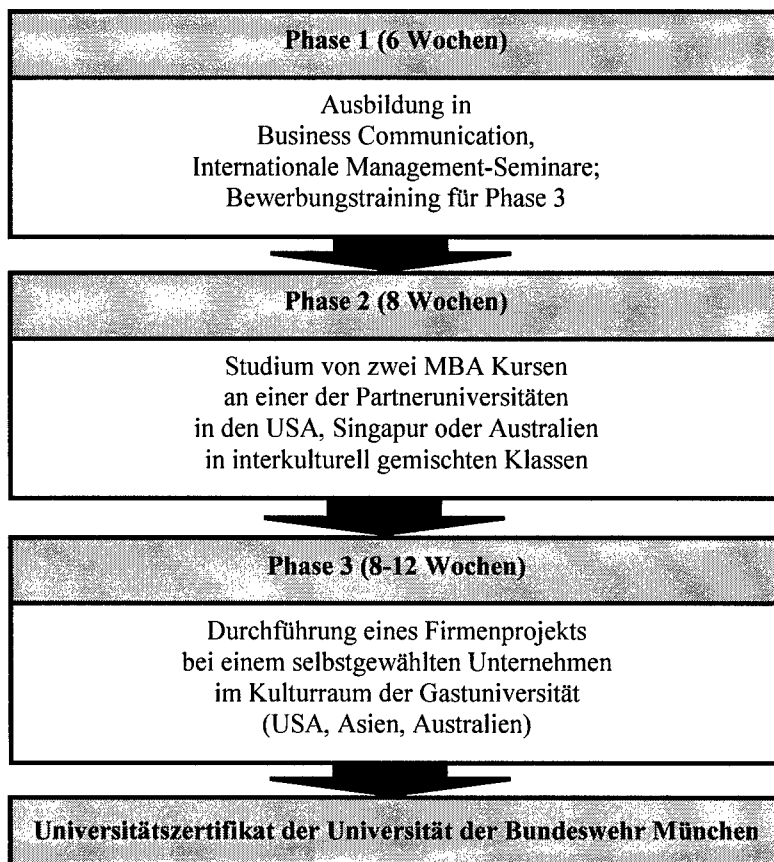 Phase 1 (6 Wochen)
Ausbildung in
Business Communication,
Internationale Management-Seminare;
Bewerbungstraining für Phase 3
Phase 2 (8 Wochen)
Studium von zwei MBA Kursen
an einer der Partneruniversitäten
in den USA, Singapur oder Australien
in interkulturell gemischten Klassen
Phase 3 (8-12 Wochen)
Durchführung eines Firmenprojekts
bei einem selbstgewählten Unternehmen
im Kulturraum der Gastuniversität
(USA, Asien, Australien)
Universitätszertifikat der Universität der Bundeswehr München